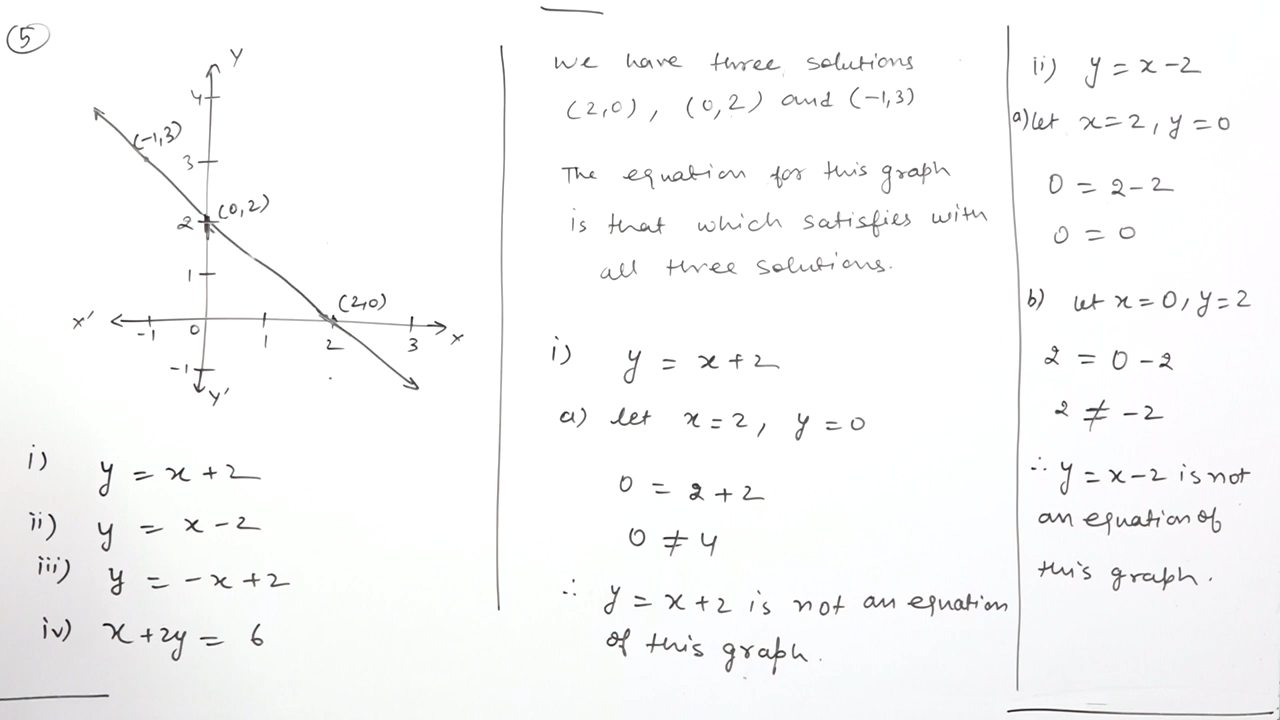 5
Y
4
(-1,3)
3
2
(0,2)
1
(2,0)
X'
-1
0
1
2
3
X
-1
Y'
i) y = x + 2
ii) y = x - 2
iii) y = -x + 2
iv) x + 2y = 6
We have three solutions
(2,0), (0,2) and (-1,3)
The equation for this graph
is that which satisfies with
all three solutions.
i) y = x + 2
a) let x = 2, y = 0
0 = 2 + 2
0 ≠ 4
∴ y = x + 2 is not an equation
of this graph.
ii) y = x - 2
a) let x = 2, y = 0
0 = 2 - 2
0 = 0
b) let x = 0, y = 2
2 = 0 - 2
2 ≠ -2
∴ y = x - 2 is not
an equation of
this graph.